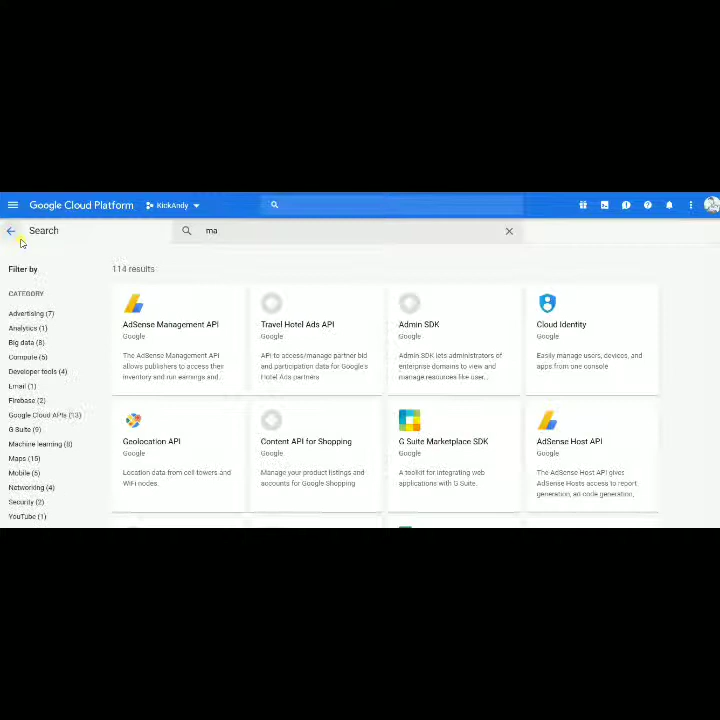 Google Cloud Platform
KickAndy
Search
ma
Filter by
114 results
CATEGORY
Advertising (7)
Analytics (1)
Big data (8)
Compute (5)
Developer tools (4)
Email (1)
Firebase (2)
Google Cloud APIs (13)
G Suite (9)
Machine learning (8)
Maps (15)
Mobile (5)
Networking (4)
Security (2)
YouTube (1)
AdSense Management API
Google
The AdSense Management API
allows publishers to access their
inventory and run earnings and...
Travel Hotel Ads API
Google
API to access/manage partner bid
and participation data for Google's
Hotel Ads partners
Admin SDK
Google
Admin SDK lets administrators of
enterprise domains to view and
manage resources like user...
Cloud Identity
Google
Easily manage users, devices, and
apps from one console
Geolocation API
Google
Location data from cell towers and
WiFi nodes.
Content API for Shopping
Google
Manage your product listings and
accounts for Google Shopping
G Suite Marketplace SDK
Google
A toolkit for integrating web
applications with G Suite.
AdSense Host API
Google
The AdSense Host API gives
AdSense Hosts access to report
generation, ad code generation,